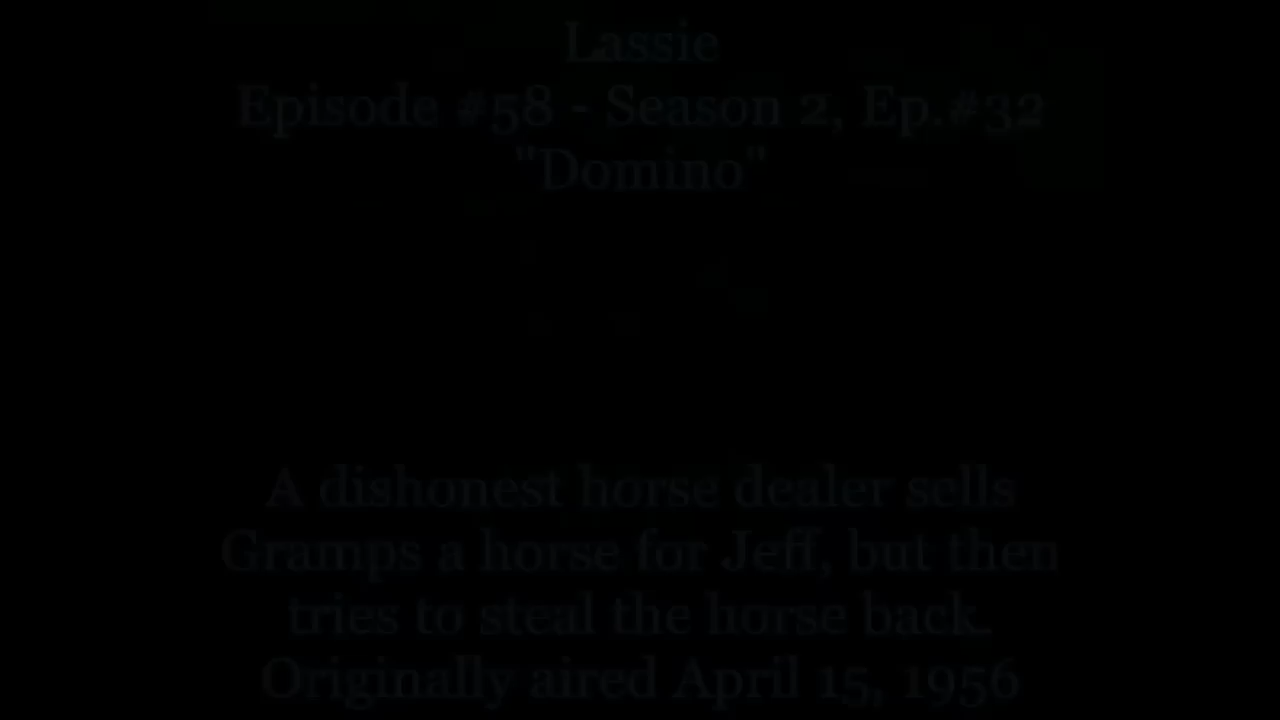 Lassie
Episode #58 - Season 2, Ep.#32
"Domino"
A dishonest horse dealer sells
Gramps a horse for Jeff, but then
tries to steal the horse back.
Originally aired April 15, 1956